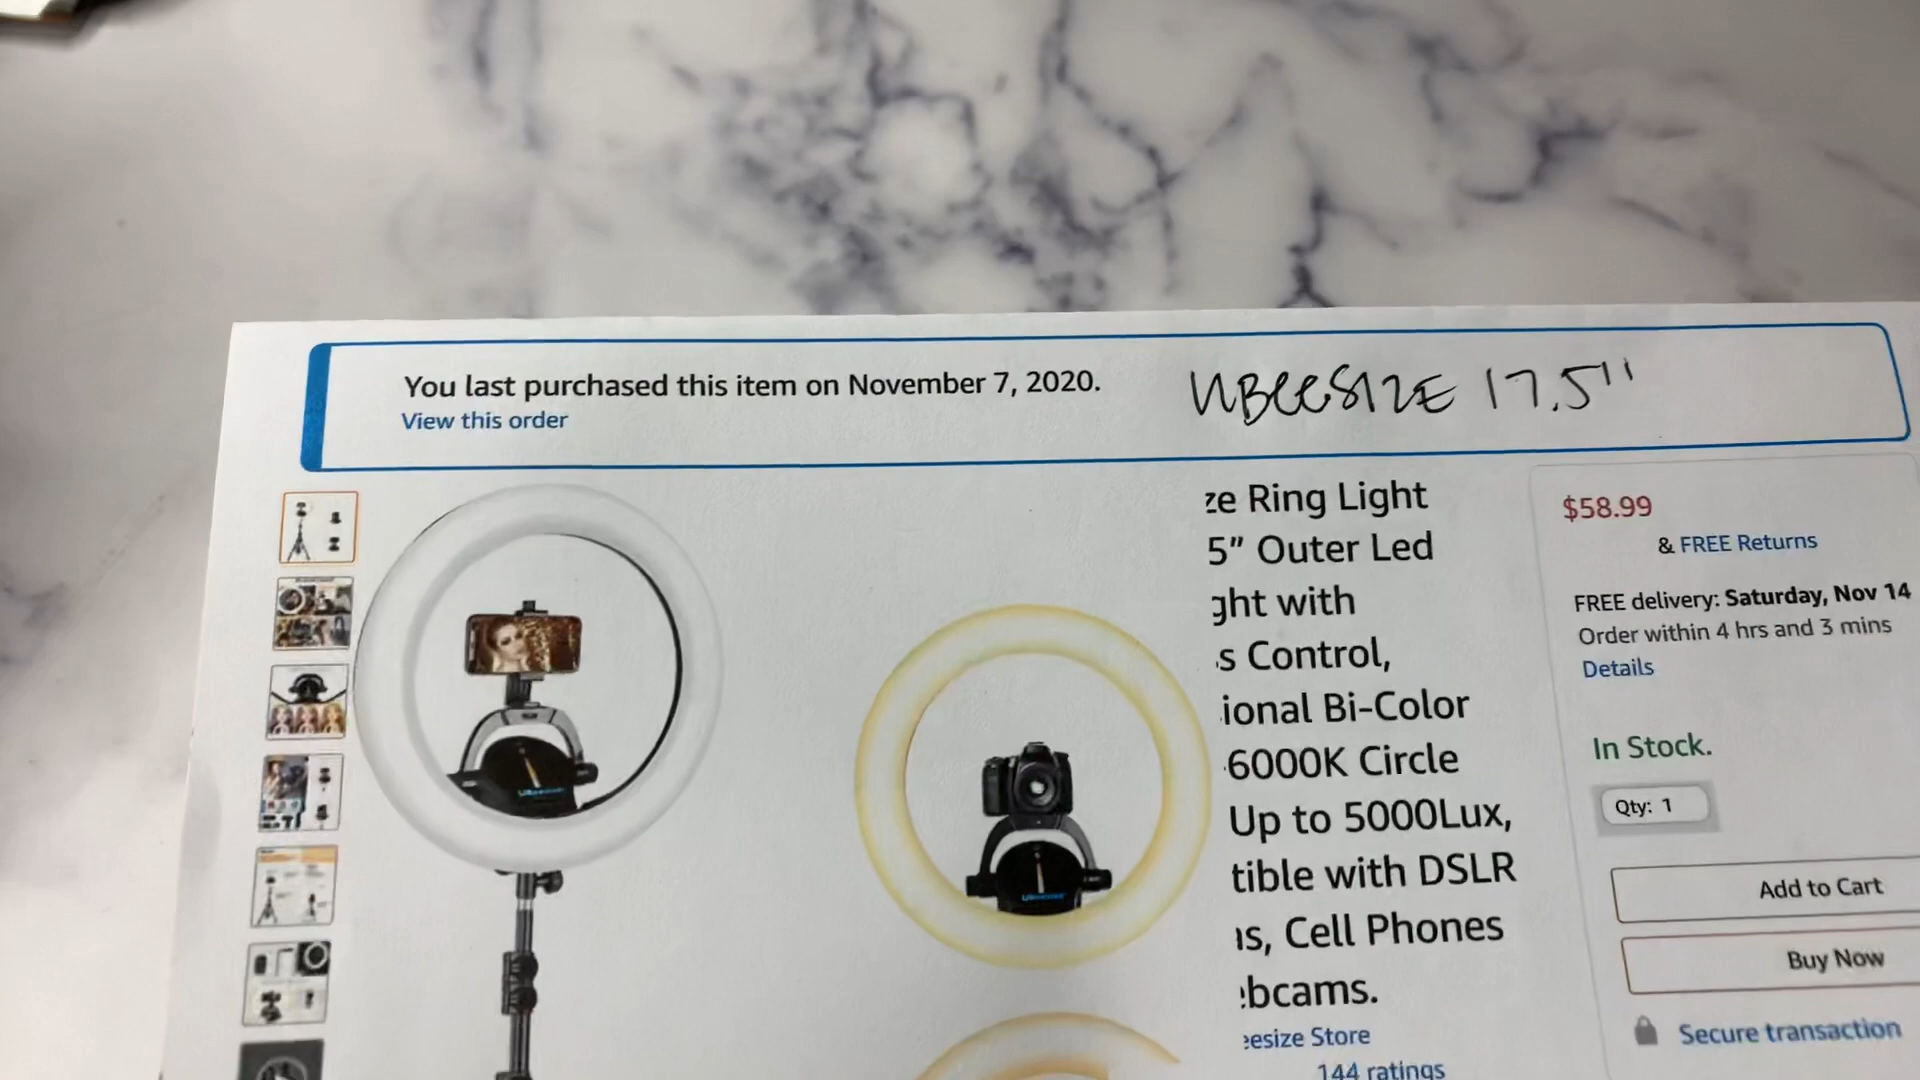 You last purchased this item on November 7, 2020.
View this order
UBeeSIZE 17.5"
ze Ring Light
5” Outer Led
ght with
s Control,
ional Bi-Color
6000K Circle
Up to 5000Lux,
tible with DSLR
s, Cell Phones
bcams.
eesize Store
144 ratings
$58.99
& FREE Returns
FREE delivery: Saturday, Nov 14
Order within 4 hrs and 3 mins
Details
In Stock.
Qty: 1
Add to Cart
Buy Now
Secure transaction